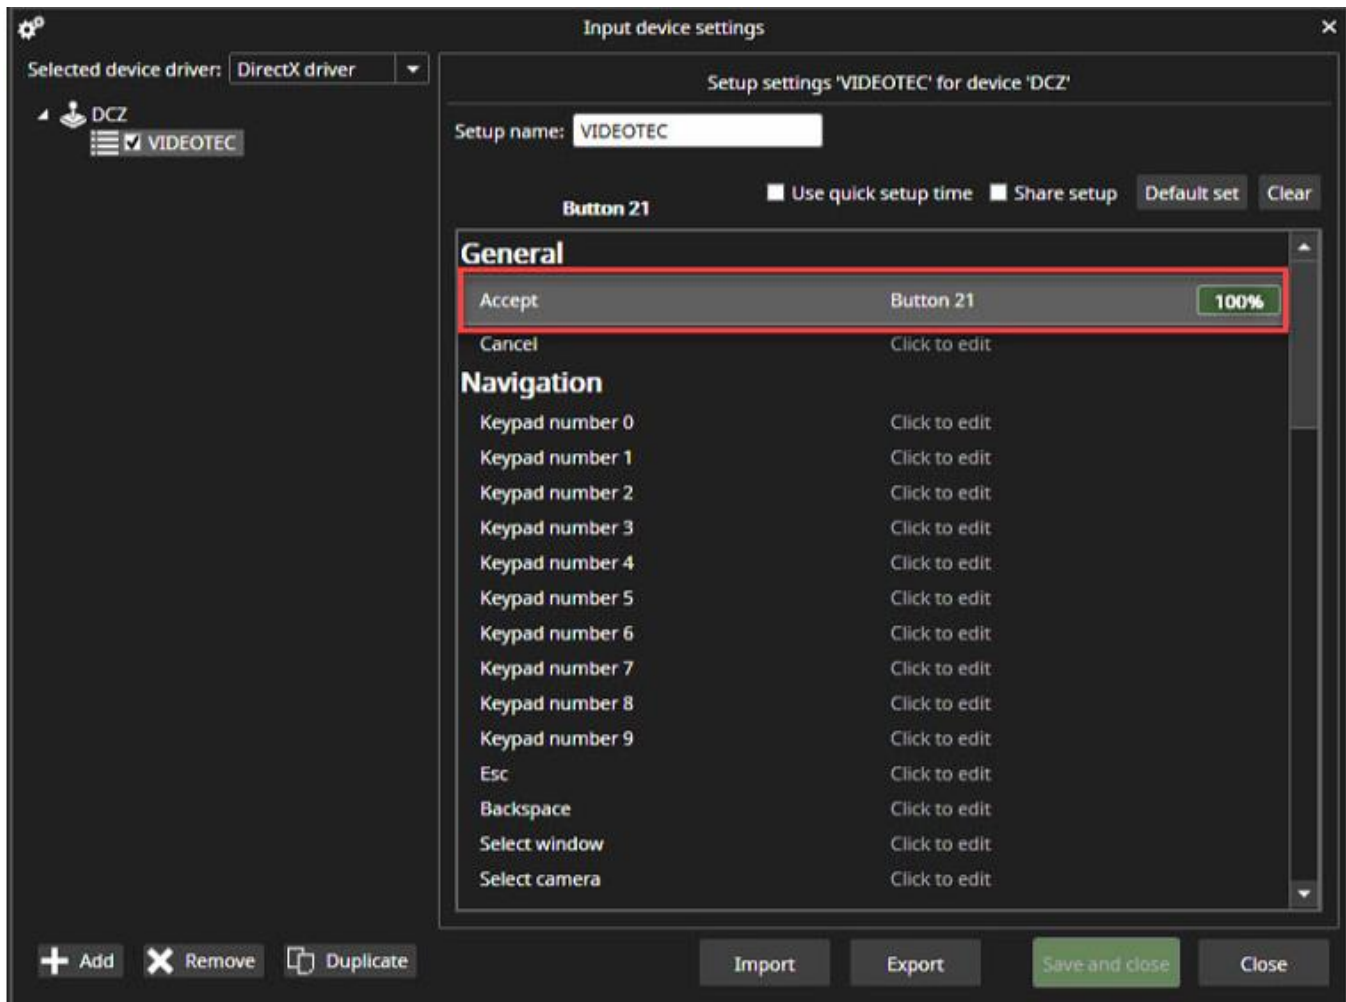 Input device settings
Selected device driver: DirectX driver
DCZ
VIDEOTEC
Setup settings 'VIDEOTEC' for device 'DCZ'
Setup name: VIDEOTEC
Use quick setup time Share setup Default set Clear
Button 21
General
Accept Button 21 100%
Cancel Click to edit
Navigation
Keypad number 0 Click to edit
Keypad number 1 Click to edit
Keypad number 2 Click to edit
Keypad number 3 Click to edit
Keypad number 4 Click to edit
Keypad number 5 Click to edit
Keypad number 6 Click to edit
Keypad number 7 Click to edit
Keypad number 8 Click to edit
Keypad number 9 Click to edit
Esc Click to edit
Backspace Click to edit
Select window Click to edit
Select camera Click to edit
Add Remove Duplicate Import Export Save and close Close